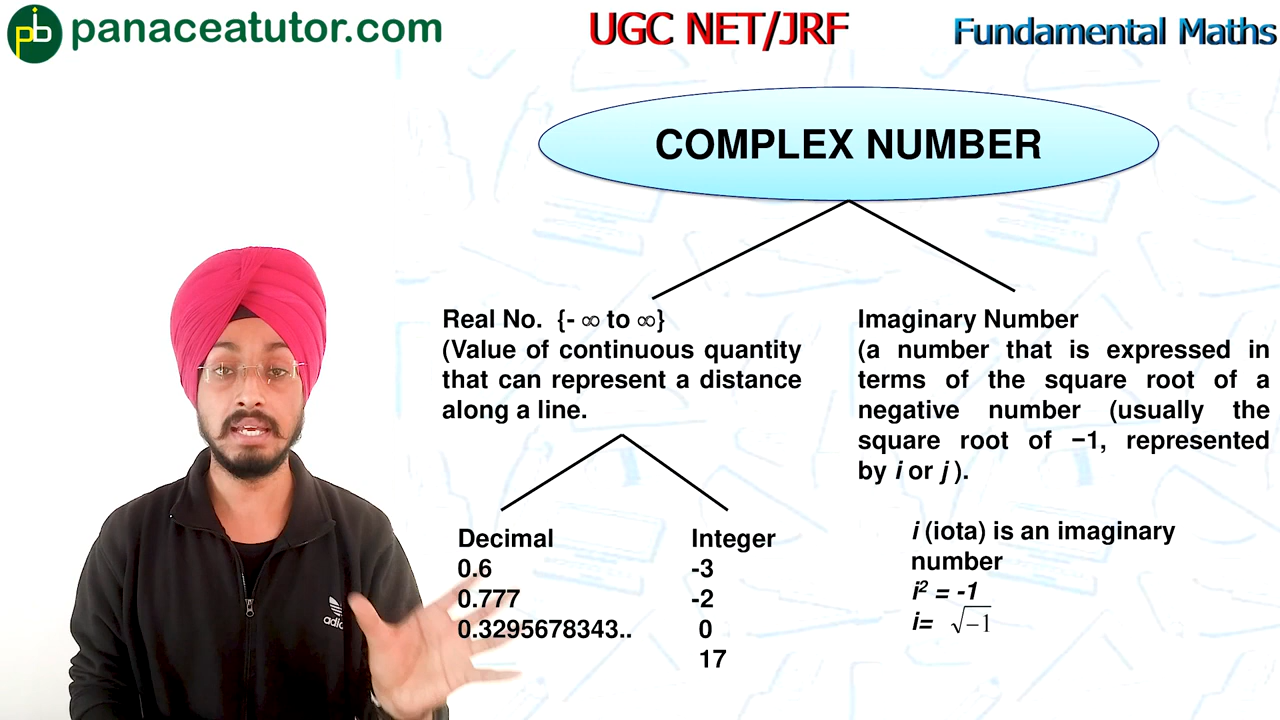 panaceatutor.com
UGC NET/JRF
Fundamental Maths
COMPLEX NUMBER
Real No. {- ∞ to ∞}
(Value of continuous quantity
that can represent a distance
along a line.
Imaginary Number
(a number that is expressed in
terms of the square root of a
negative number (usually the
square root of −1, represented
by i or j ).
Decimal
0.6
0.777
0.3295678343..
Integer
-3
-2
0
17
i (iota) is an imaginary
number
i² = -1
i= √−1